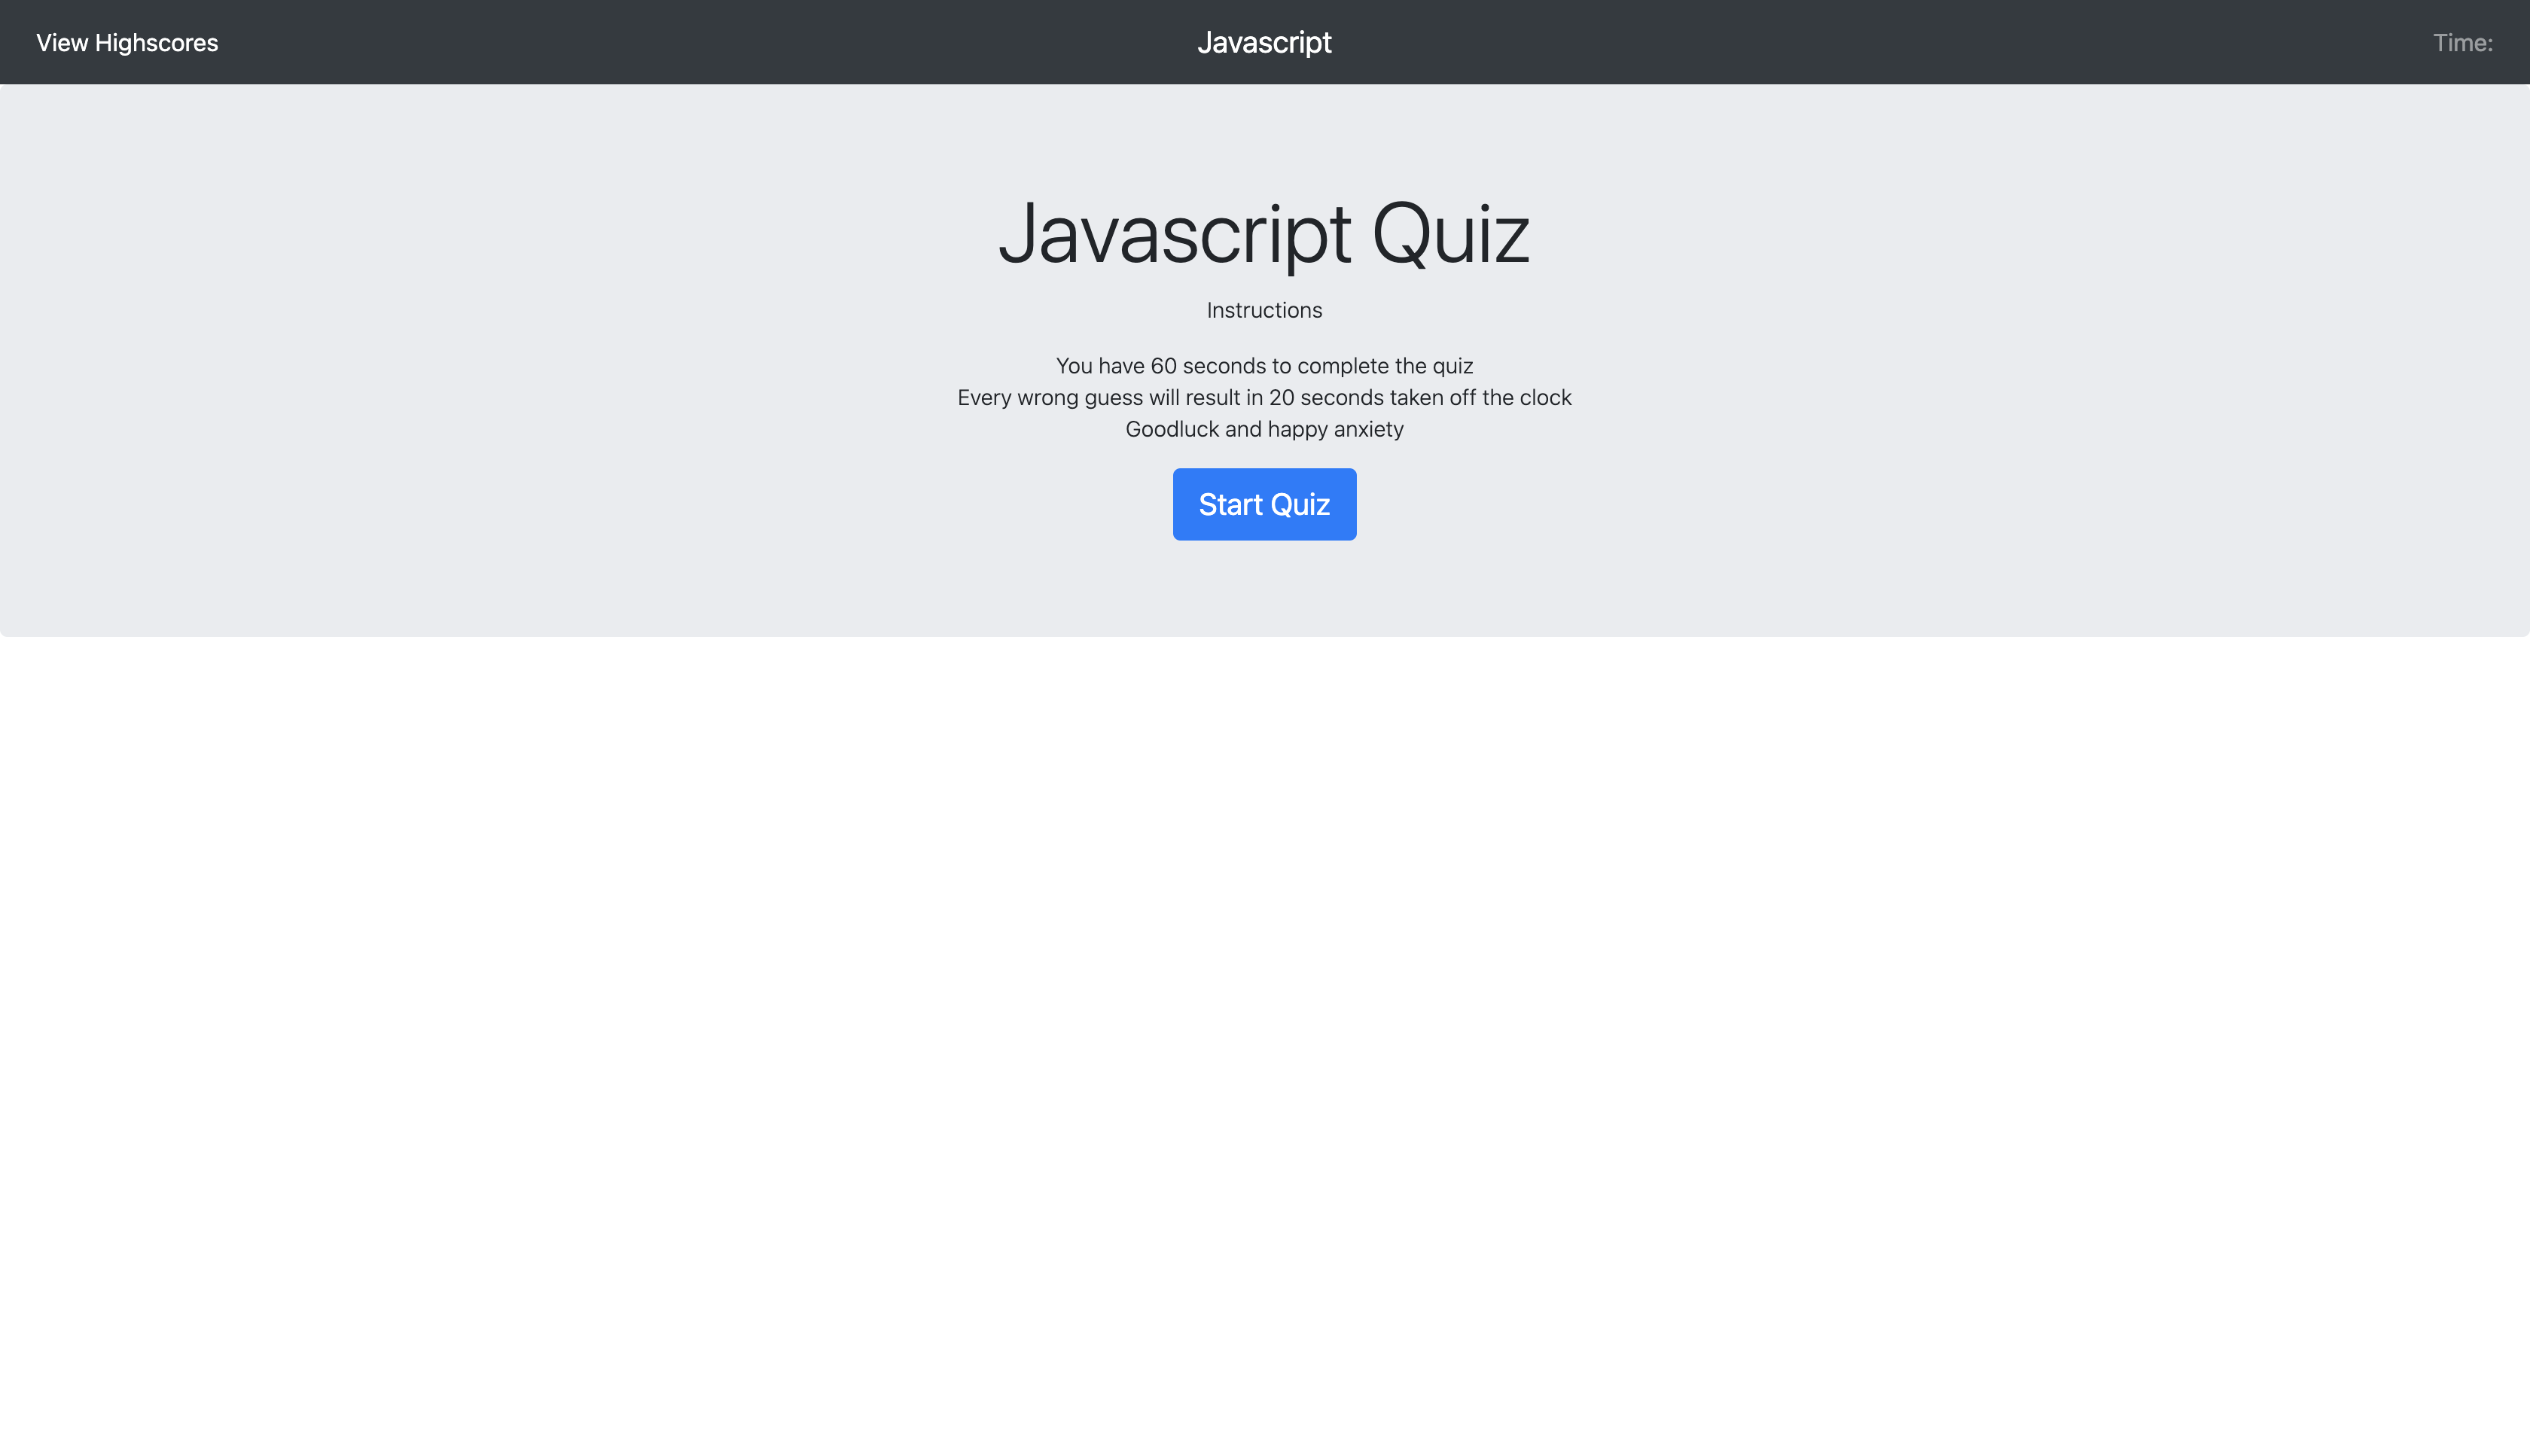 View Highscores
Javascript
Time:
Javascript Quiz
Instructions
You have 60 seconds to complete the quiz
Every wrong guess will result in 20 seconds taken off the clock
Goodluck and happy anxiety
Start Quiz